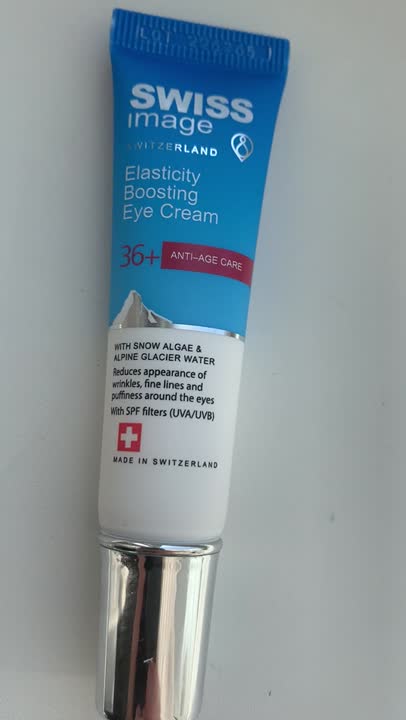 SWISS
image
SWITZERLAND
Elasticity
Boosting
Eye Cream
36+ ANTI-AGE CARE
WITH SNOW ALGAE &
ALPINE GLACIER WATER
Reduces appearance of
wrinkles, fine lines and
puffiness around the eyes
With SPF filters (UVA/UVB)
MADE IN SWITZERLAND